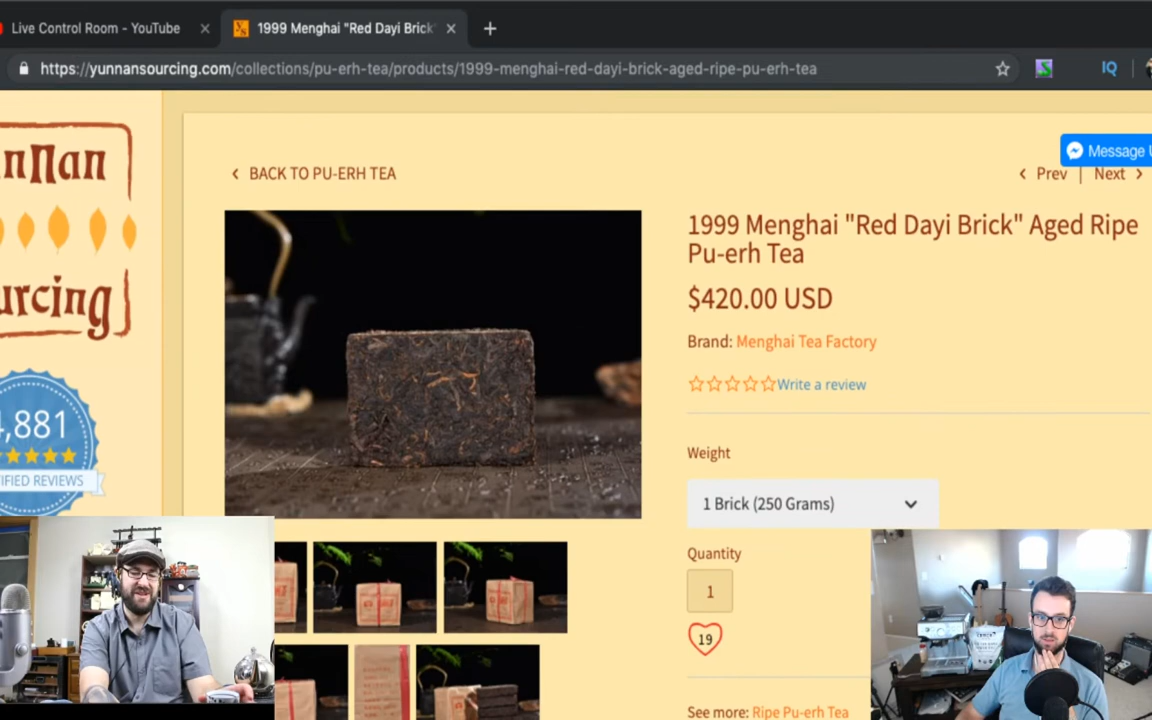 Live Control Room - YouTube
1999 Menghai "Red Dayi Brick"
https://yunnansourcing.com/collections/pu-erh-tea/products/1999-menghai-red-dayi-brick-aged-ripe-pu-erh-tea
IQ
nnan
Message U
BACK TO PU-ERH TEA
Prev | Next
1999 Menghai "Red Dayi Brick" Aged Ripe
Pu-erh Tea
urcing
$420.00 USD
Brand: Menghai Tea Factory
Write a review
4,881
TIFIED REVIEWS
Weight
1 Brick (250 Grams)
Quantity
1
19
See more: Ripe Pu-erh Tea